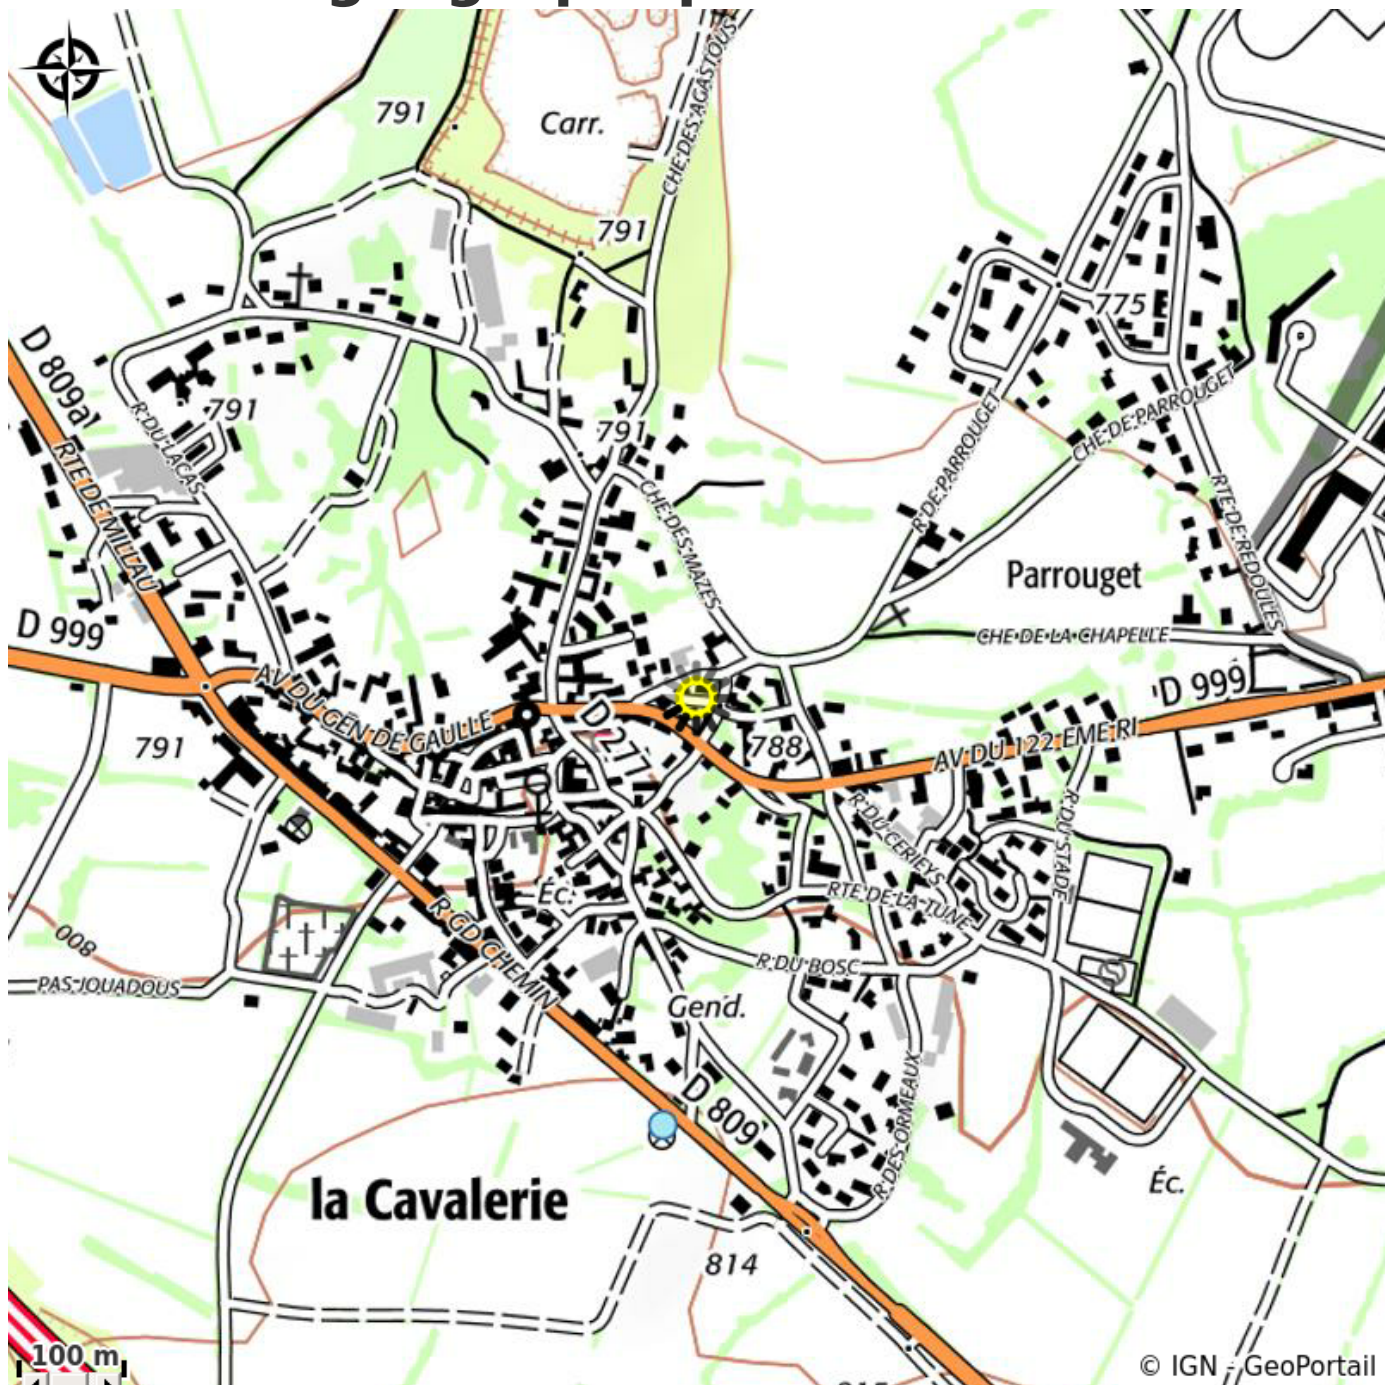 791
Carr.
CHE DES AGASTOUS
791
775
D 809a
791
R DU LACAS
791
CHE DE PARROUGET
R DE PARROUGET
RTE DE MILLAU
CHE DES MAZES
RTE DE REDOULES
Parrouget
D 999
CHE DE LA CHAPELLE
AV DU GÉN DE GAULLE
D 999
D 277
791
788
AV DU 122 EME RI
R DU CERIEYS
R DU STADE
Éc.
RTE DE LA TUNE
R GD CHEMIN
800
R DU BOSC
PAS JOUADOUS
Gend.
D 809
R DES ORMEAUX
la Cavalerie
Éc.
814
100 m
© IGN - GeoPortail